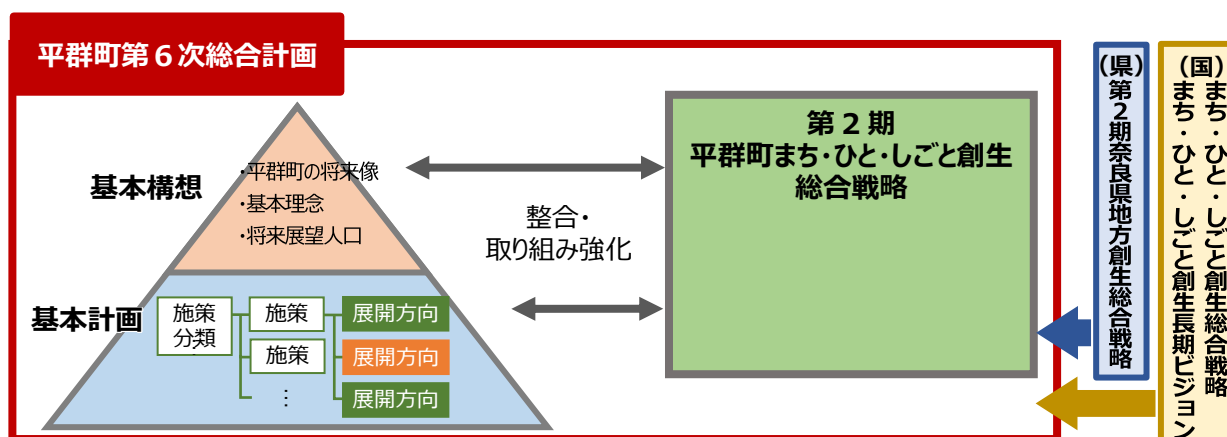 平群町第６次総合計画
基本構想
・平群町の将来像
・基本理念
・将来展望人口
基本計画
施策
分類
施策
展開方向
施策
展開方向
⋮
展開方向
整合・
取り組み強化
第２期
平群町まち・ひと・しごと創生
総合戦略
（県）第２期奈良県地方創生総合戦略
（国）
まち・ひと・しごと創生総合戦略
まち・ひと・しごと創生長期ビジョン